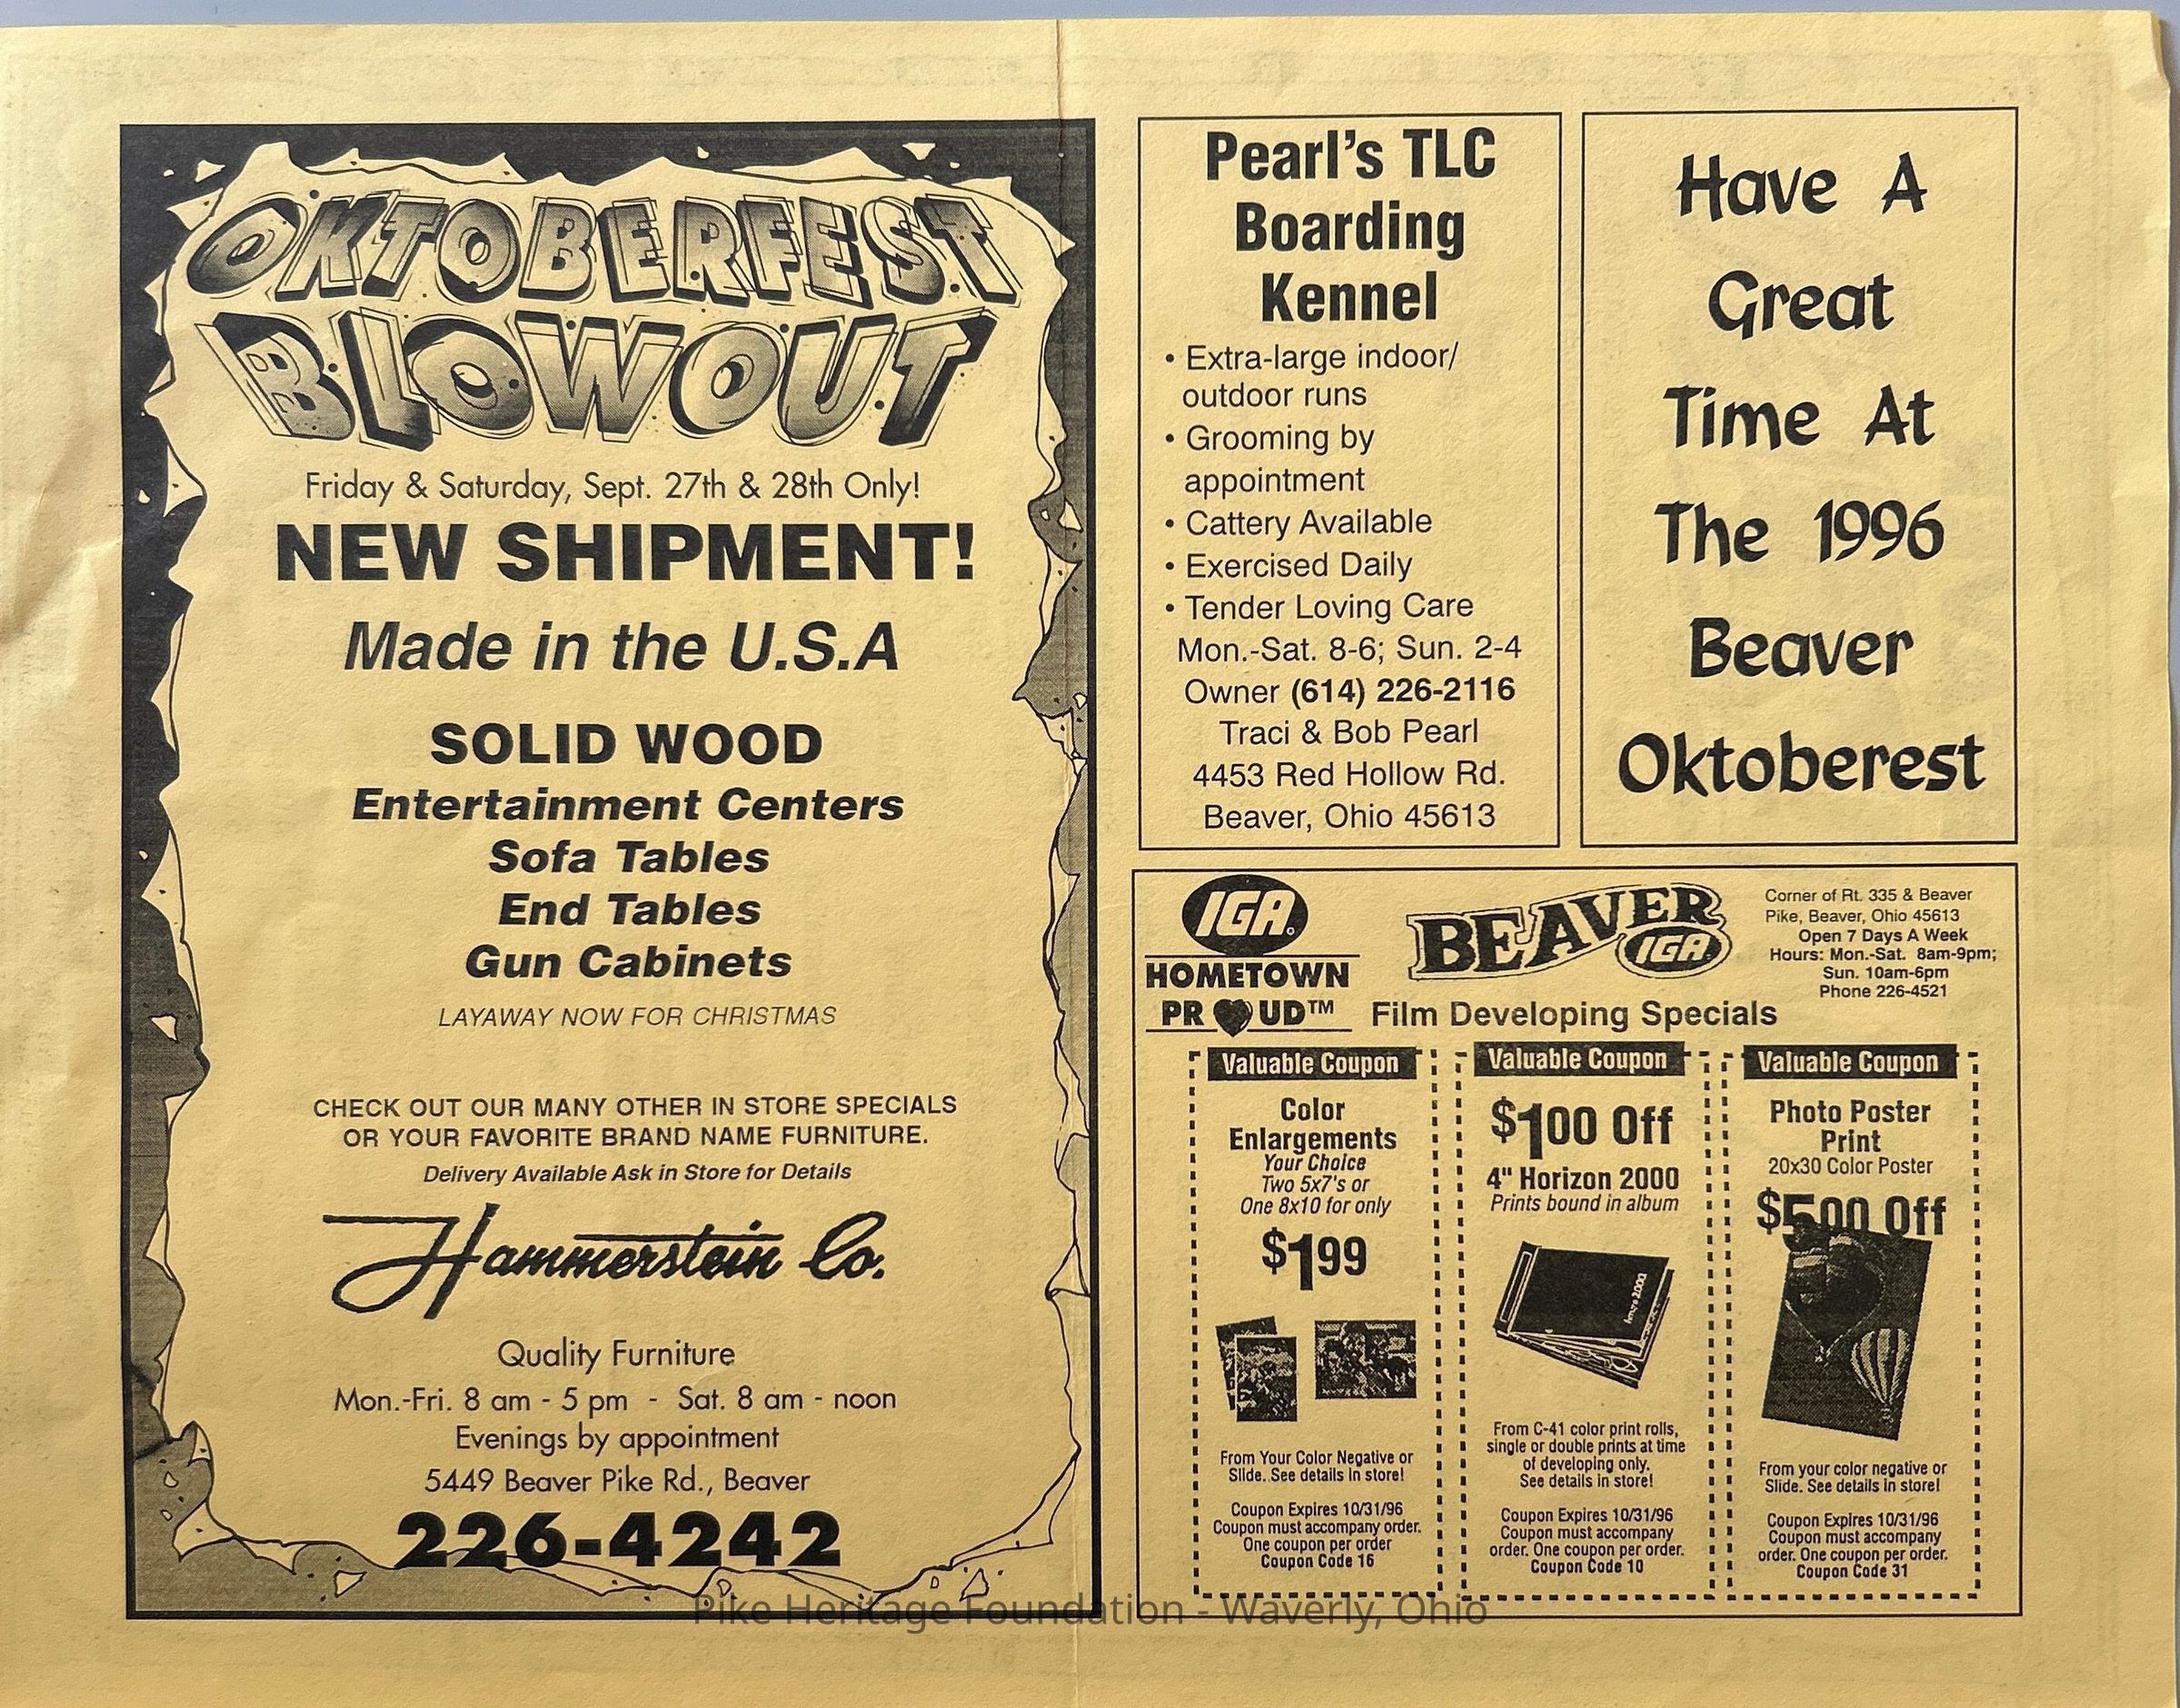 OKTOBERFEST
BLOWOUT
Friday & Saturday, Sept. 27th & 28th Only!
NEW SHIPMENT!
Made in the U.S.A
SOLID WOOD
Entertainment Centers
Sofa Tables
End Tables
Gun Cabinets
LAYAWAY NOW FOR CHRISTMAS
CHECK OUT OUR MANY OTHER IN STORE SPECIALS
OR YOUR FAVORITE BRAND NAME FURNITURE.
Delivery Available Ask in Store for Details
Hammerstein Co.
Quality Furniture
Mon.-Fri. 8 am - 5 pm - Sat. 8 am - noon
Evenings by appointment
5449 Beaver Pike Rd., Beaver
226-4242
Pearl's TLC
Boarding
Kennel
• Extra-large indoor/
outdoor runs
• Grooming by
appointment
• Cattery Available
• Exercised Daily
• Tender Loving Care
Mon.-Sat. 8-6; Sun. 2-4
Owner (614) 226-2116
Traci & Bob Pearl
4453 Red Hollow Rd.
Beaver, Ohio 45613
Have A
Great
Time At
The 1996
Beaver
Oktoberest
IGA
HOMETOWN
PR UD™
BEAVER
IGA
Corner of Rt. 335 & Beaver
Pike, Beaver, Ohio 45613
Open 7 Days A Week
Hours: Mon.-Sat. 8am-9pm;
Sun. 10am-6pm
Phone 226-4521
Film Developing Specials
Valuable Coupon
Color
Enlargements
Your Choice
Two 5x7's or
One 8x10 for only
$199
From Your Color Negative or
Slide. See details in store!
Coupon Expires 10/31/96
Coupon must accompany order.
One coupon per order
Coupon Code 16
Valuable Coupon
$100 Off
4" Horizon 2000
Prints bound in album
2000
From C-41 color print rolls,
single or double prints at time
of developing only.
See details in store!
Coupon Expires 10/31/96
Coupon must accompany
order. One coupon per order.
Coupon Code 10
Valuable Coupon
Photo Poster
Print
20x30 Color Poster
$500 Off
From your color negative or
Slide. See details in store!
Coupon Expires 10/31/96
Coupon must accompany
order. One coupon per order.
Coupon Code 31
Pike Heritage Foundation - Waverly, Ohio